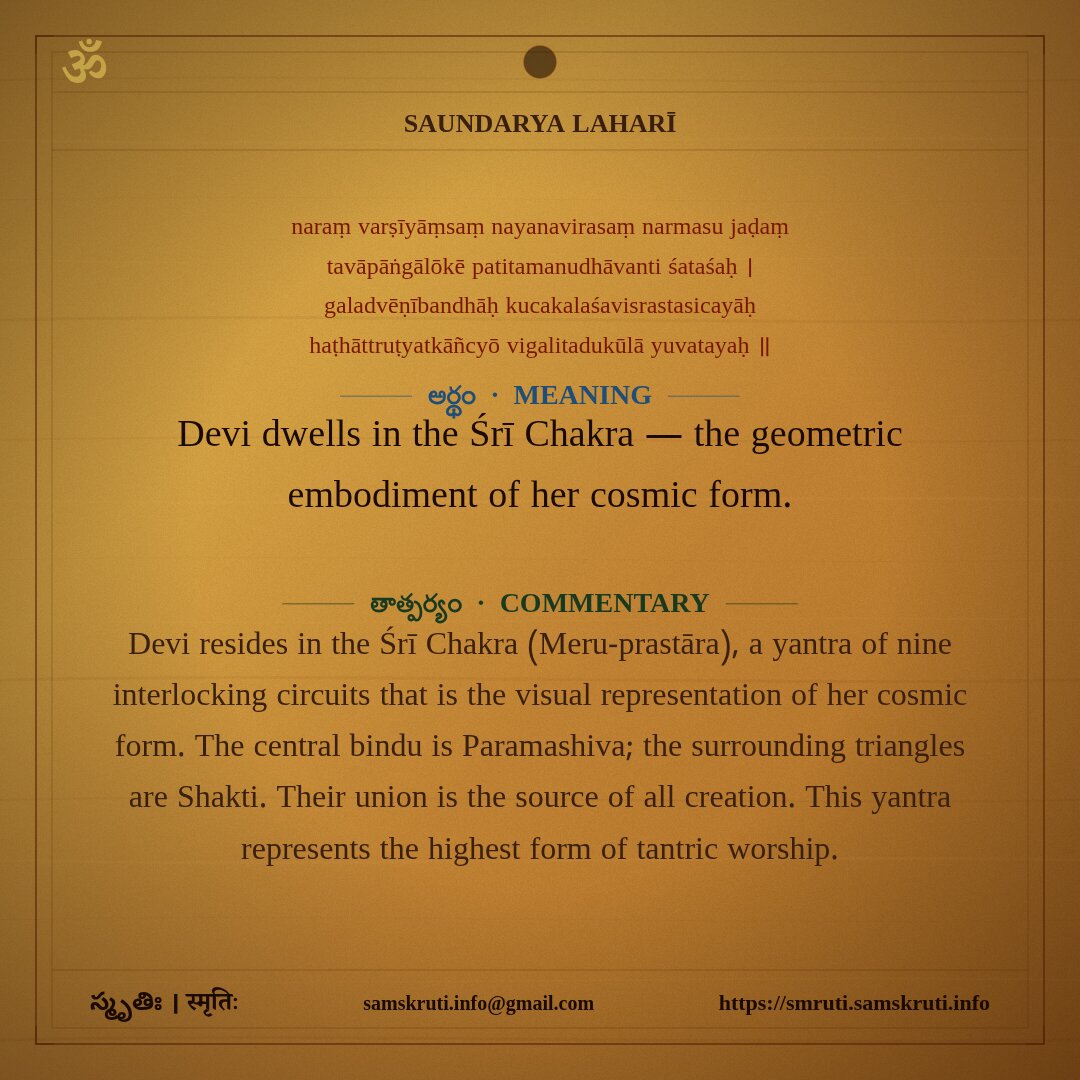 ॐ
SAUNDARYA LAHARĪ
naraṃ varṣīyāṃsaṃ nayanavirasaṃ narmasu jaḍaṃ
tavāpāṅgālōkē patitamanudhāvanti śataśaḥ |
galadvēṇībandhāḥ kucakalaśavisrastasicayāḥ
haṭhāttruṭyatkāñcyō vigalitadukūlā yuvatayaḥ ||
అర్థం · MEANING
Devi dwells in the Śrī Chakra — the geometric
embodiment of her cosmic form.
తాత్పర్యం · COMMENTARY
Devi resides in the Śrī Chakra (Meru-prastāra), a yantra of nine
interlocking circuits that is the visual representation of her cosmic
form. The central bindu is Paramashiva; the surrounding triangles
are Shakti. Their union is the source of all creation. This yantra
represents the highest form of tantric worship.
స్మృతిః | स्मृतिः samskruti.info@gmail.com https://smruti.samskruti.info